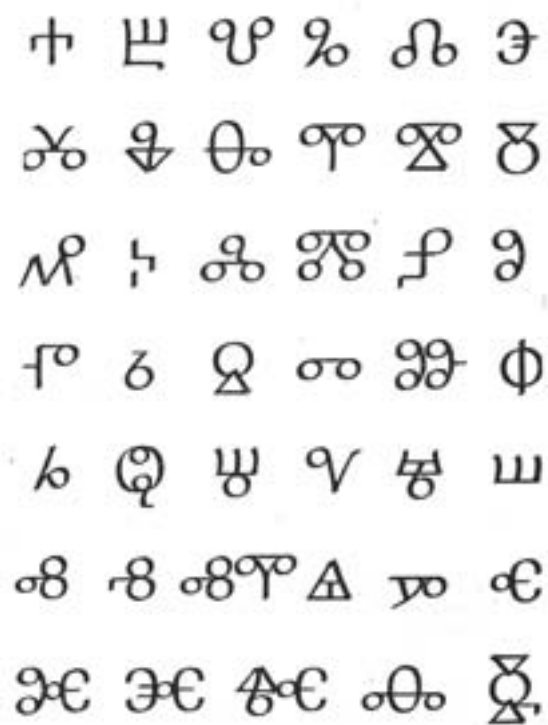 Ⰰ Ⰱ Ⰲ Ⰳ Ⰴ Ⰵ
Ⰶ Ⰷ Ⰸ Ⰺ Ⰹ Ⰻ
Ⰼ Ⰽ Ⰾ Ⰿ Ⱀ Ⱁ
Ⱂ Ⱃ Ⱄ Ⱅ Ⱆ Ⱇ
Ⱈ Ⱉ Ⱋ Ⱌ Ⱍ Ⱎ
Ⱏ Ⱐ ⰟⰊ Ⱑ Ⱓ Ⱕ
Ⱘ Ⱔ Ⱙ Ⱚ Ⱛ